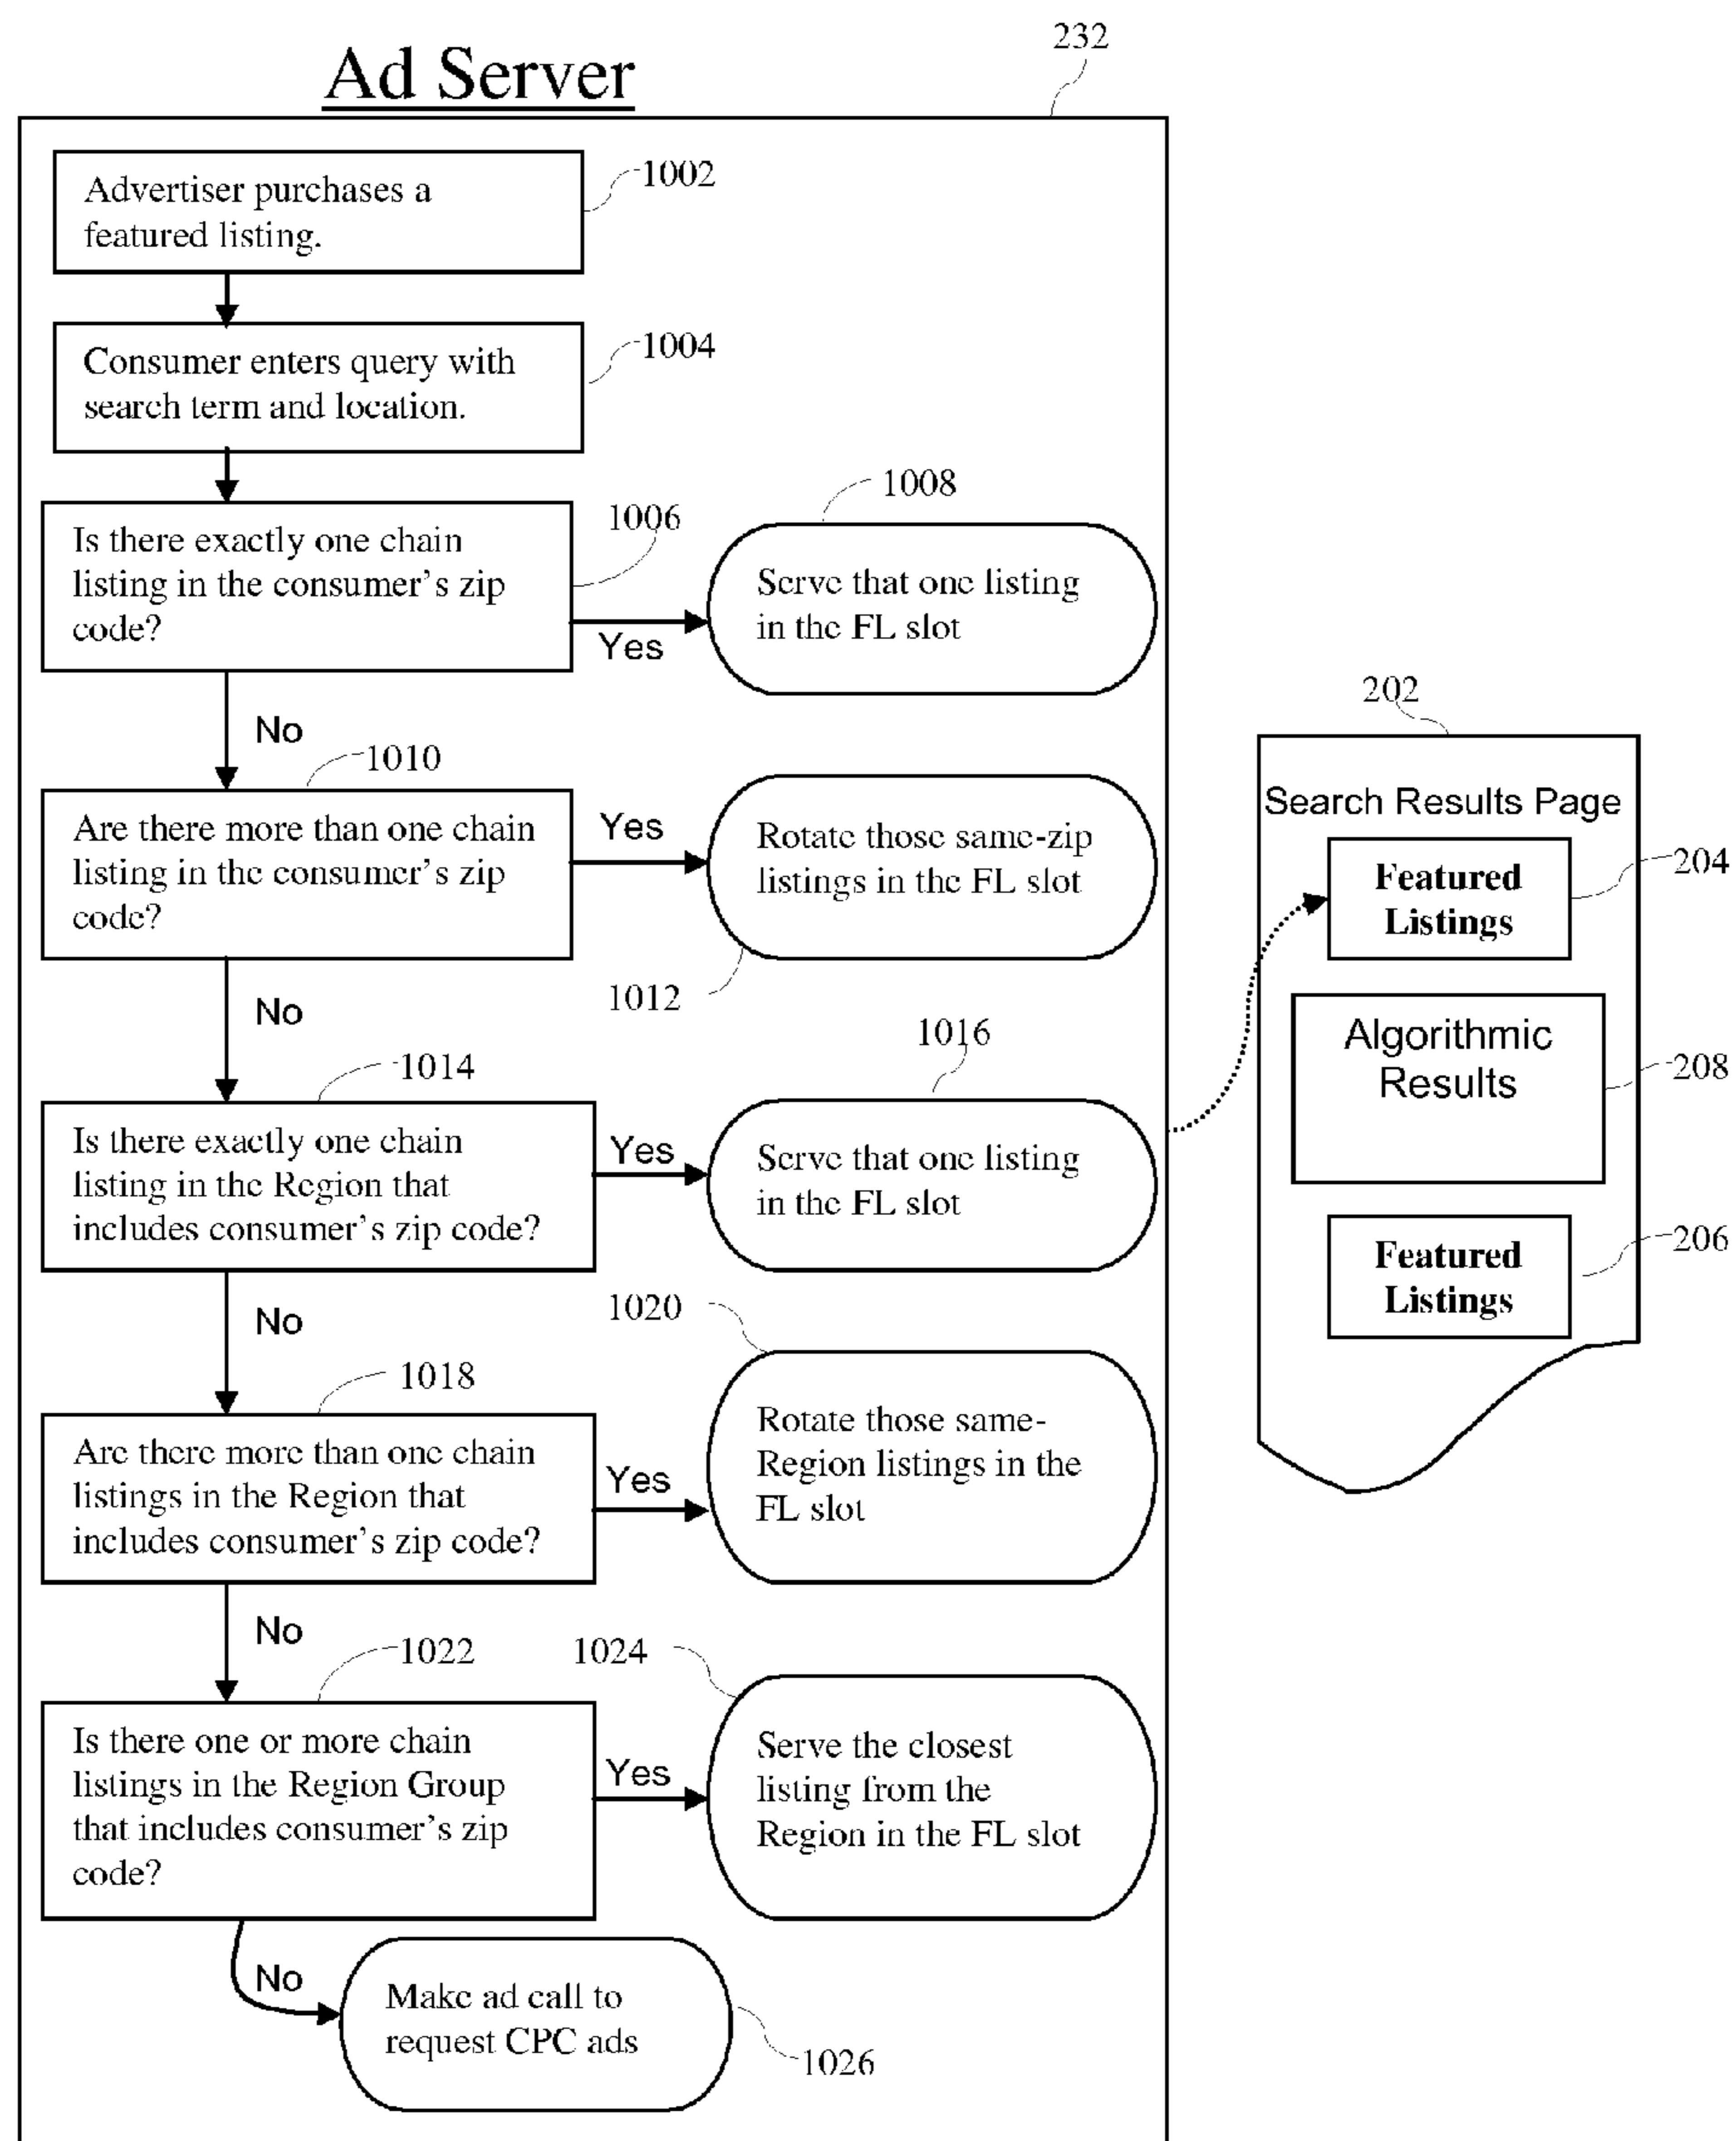 232
Ad Server
Advertiser purchases a
featured listing.
1002
Consumer enters query with
search term and location.
1004
Is there exactly one chain
listing in the consumer's zip
code?
1006
Yes
1008
Serve that one listing
in the FL slot
No
1010
Are there more than one chain
listing in the consumer's zip
code?
Yes
Rotate those same-zip
listings in the FL slot
1012
No
1014
Is there exactly one chain
listing in the Region that
includes consumer's zip code?
Yes
1016
Serve that one listing
in the FL slot
No
1018
Are there more than one chain
listings in the Region that
includes consumer's zip code?
Yes
1020
Rotate those same-
Region listings in the
FL slot
No
1022
Is there one or more chain
listings in the Region Group
that includes consumer's zip
code?
Yes
1024
Serve the closest
listing from the
Region in the FL slot
No
Make ad call to
request CPC ads
1026
202
Search Results Page
Featured
Listings
204
Algorithmic
Results
208
Featured
Listings
206